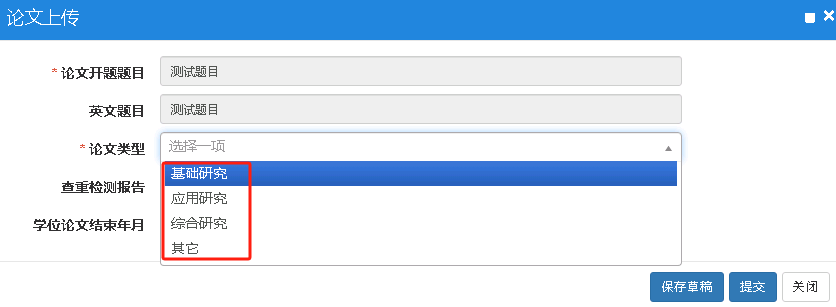 论文上传
* 论文开题题目 测试题目
英文题目 测试题目
* 论文类型 选择一项
基础研究
查重检测报告 应用研究
学位论文结束年月 综合研究
其它
保存草稿 提交 关闭